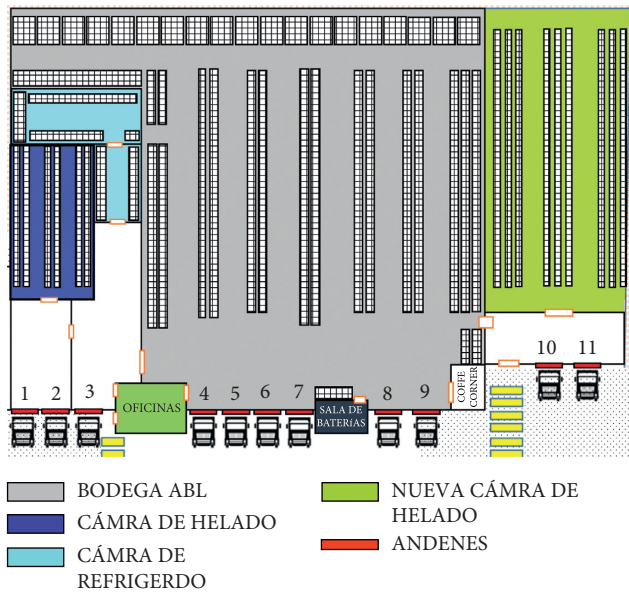 10 11
1 2 3 4 5 6 7 8 9
OFICINAS
SALA DE
BATERÍAS
COFFE
CORNER
BODEGA ABL
CÁMRA DE HELADO
CÁMRA DE
REFRIGERDO
NUEVA CÁMRA DE
HELADO
ANDENES